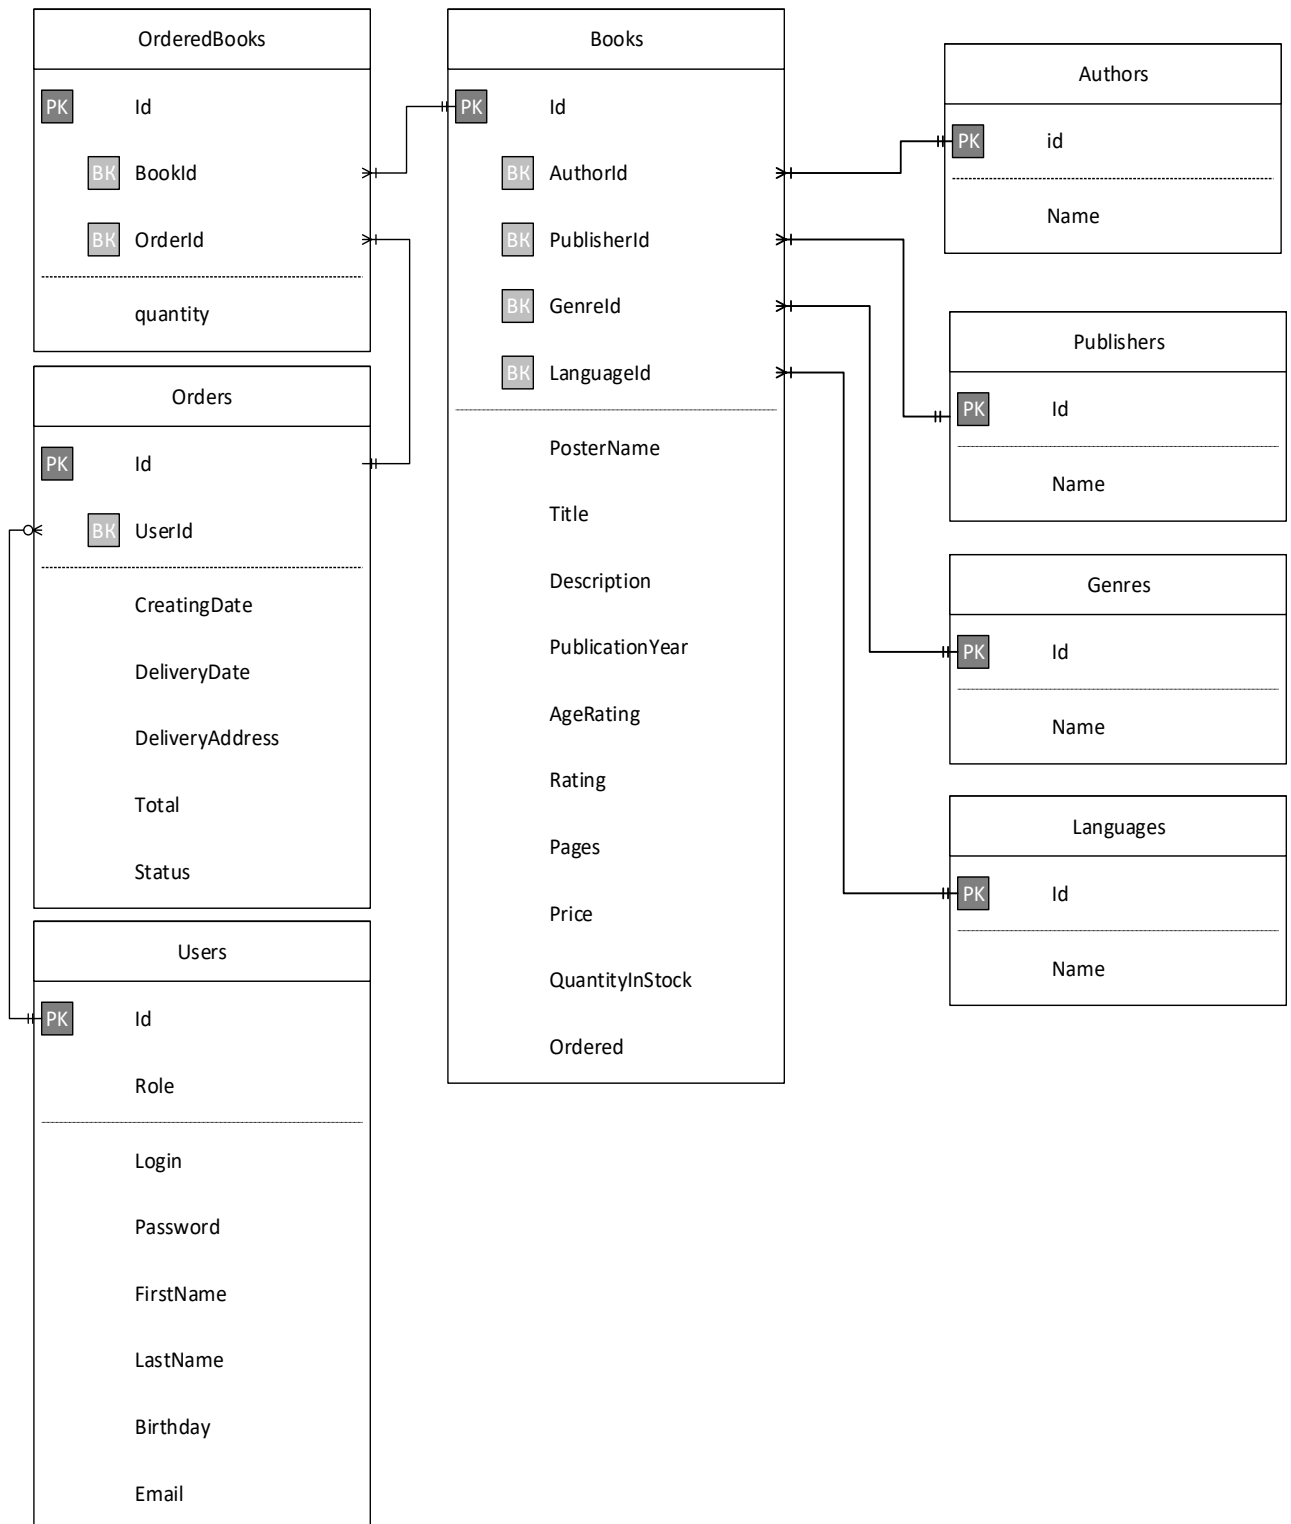 OrderedBooks
PK Id
BK BookId
BK OrderId
quantity
Orders
PK Id
BK UserId
CreatingDate
DeliveryDate
DeliveryAddress
Total
Status
Users
PK Id
Role
Login
Password
FirstName
LastName
Birthday
Email
Books
PK Id
BK AuthorId
BK PublisherId
BK GenreId
BK LanguageId
PosterName
Title
Description
PublicationYear
AgeRating
Rating
Pages
Price
QuantityInStock
Ordered
Authors
PK id
Name
Publishers
PK Id
Name
Genres
PK Id
Name
Languages
PK Id
Name